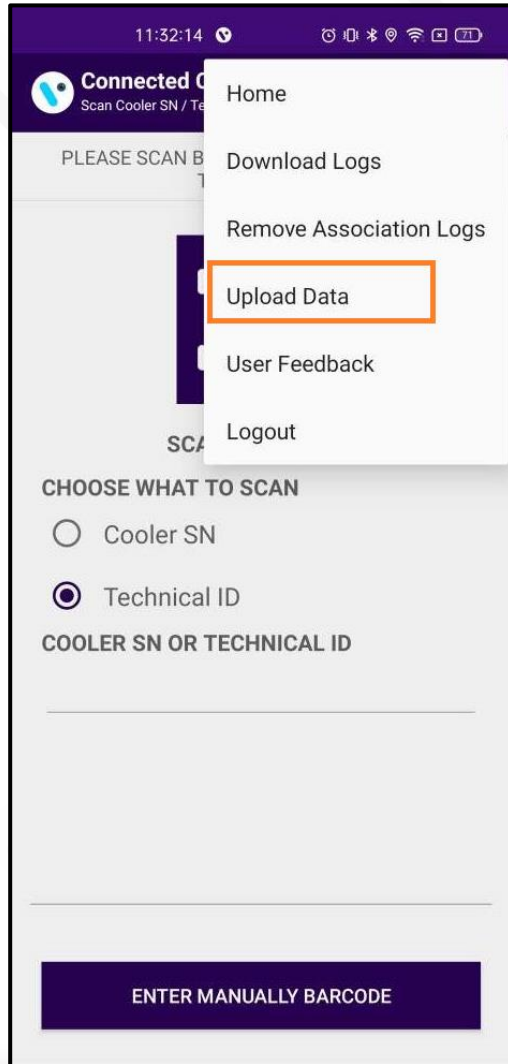 11:32:14
71
Connected C
Scan Cooler SN / Te
PLEASE SCAN B
T
Home
Download Logs
Remove Association Logs
Upload Data
User Feedback
Logout
SCA
CHOOSE WHAT TO SCAN
Cooler SN
Technical ID
COOLER SN OR TECHNICAL ID
ENTER MANUALLY BARCODE